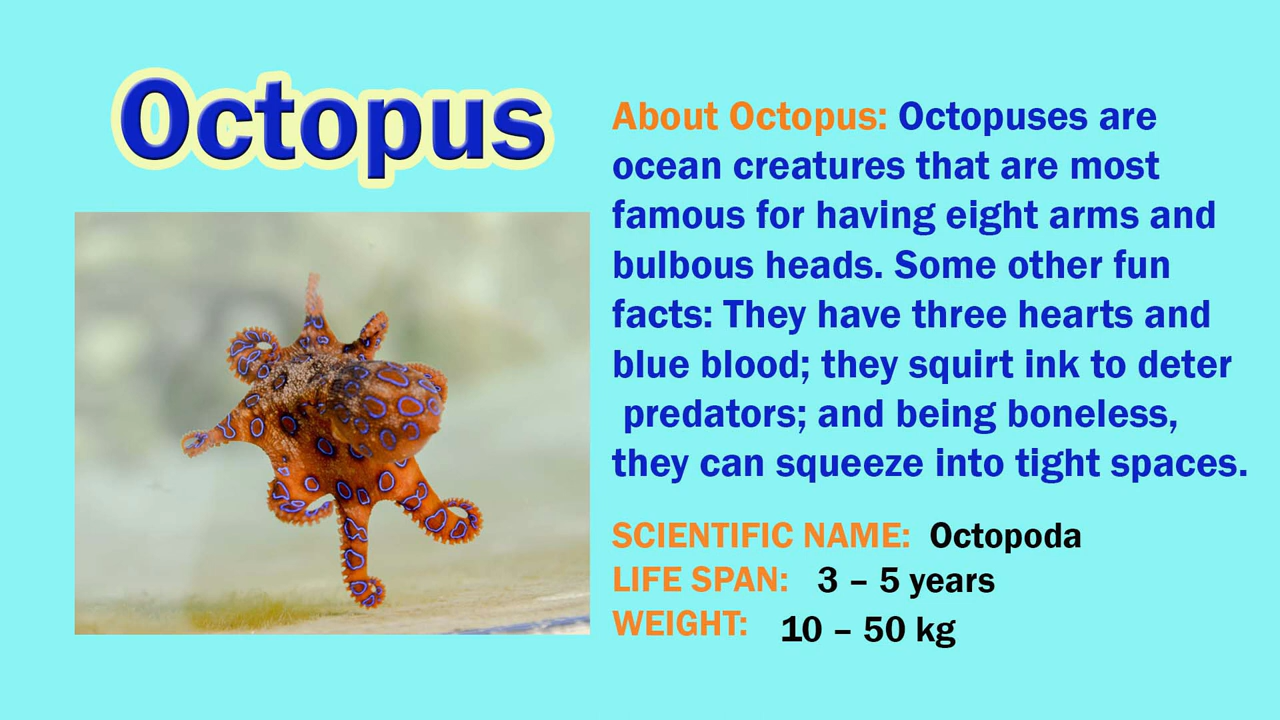 Octopus
About Octopus: Octopuses are
ocean creatures that are most
famous for having eight arms and
bulbous heads. Some other fun
facts: They have three hearts and
blue blood; they squirt ink to deter
predators; and being boneless,
they can squeeze into tight spaces.
SCIENTIFIC NAME: Octopoda
LIFE SPAN: 3 – 5 years
WEIGHT: 10 – 50 kg